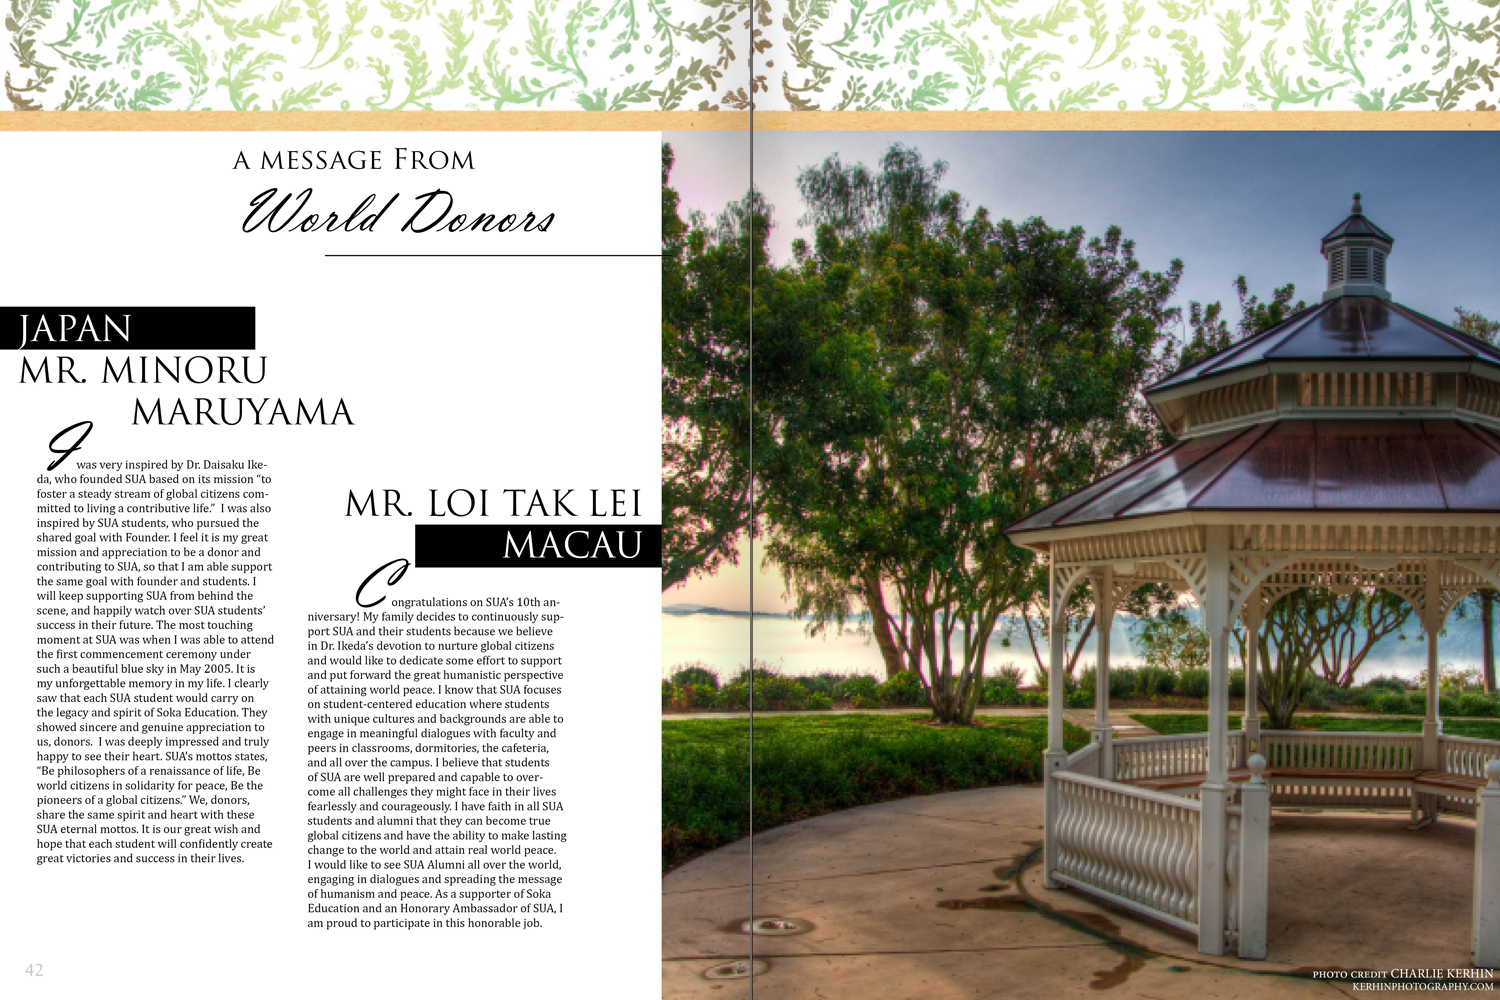 A MESSAGE FROM
World Donors
JAPAN
MR. MINORU
MARUYAMA
I was very inspired by Dr. Daisaku Ike-
da, who founded SUA based on its mission “to
foster a steady stream of global citizens com-
mitted to living a contributive life.”  I was also
inspired by SUA students, who pursued the
shared goal with Founder. I feel it is my great
mission and appreciation to be a donor and
contributing to SUA, so that I am able support
the same goal with founder and students. I
will keep supporting SUA from behind the
scene, and happily watch over SUA students’
success in their future. The most touching
moment at SUA was when I was able to attend
the first commencement ceremony under
such a beautiful blue sky in May 2005. It is
my unforgettable memory in my life. I clearly
saw that each SUA student would carry on
the legacy and spirit of Soka Education. They
showed sincere and genuine appreciation to
us, donors.  I was deeply impressed and truly
happy to see their heart. SUA’s mottos states,
“Be philosophers of a renaissance of life, Be
world citizens in solidarity for peace, Be the
pioneers of a global citizens.” We, donors,
share the same spirit and heart with these
SUA eternal mottos. It is our great wish and
hope that each student will confidently create
great victories and success in their lives.
MR. LOI TAK LEI
MACAU
Congratulations on SUA’s 10th an-
niversary! My family decides to continuously sup-
port SUA and their students because we believe
in Dr. Ikeda’s devotion to nurture global citizens
and would like to dedicate some effort to support
and put forward the great humanistic perspective
of attaining world peace. I know that SUA focuses
on student-centered education where students
with unique cultures and backgrounds are able to
engage in meaningful dialogues with faculty and
peers in classrooms, dormitories, the cafeteria,
and all over the campus. I believe that students
of SUA are well prepared and capable to over-
come all challenges they might face in their lives
fearlessly and courageously. I have faith in all SUA
students and alumni that they can become true
global citizens and have the ability to make lasting
change to the world and attain real world peace.
I would like to see SUA Alumni all over the world,
engaging in dialogues and spreading the message
of humanism and peace. As a supporter of Soka
Education and an Honorary Ambassador of SUA, I
am proud to participate in this honorable job.
42
PHOTO CREDIT CHARLIE KERHIN
KERHINPHOTOGRAPHY.COM